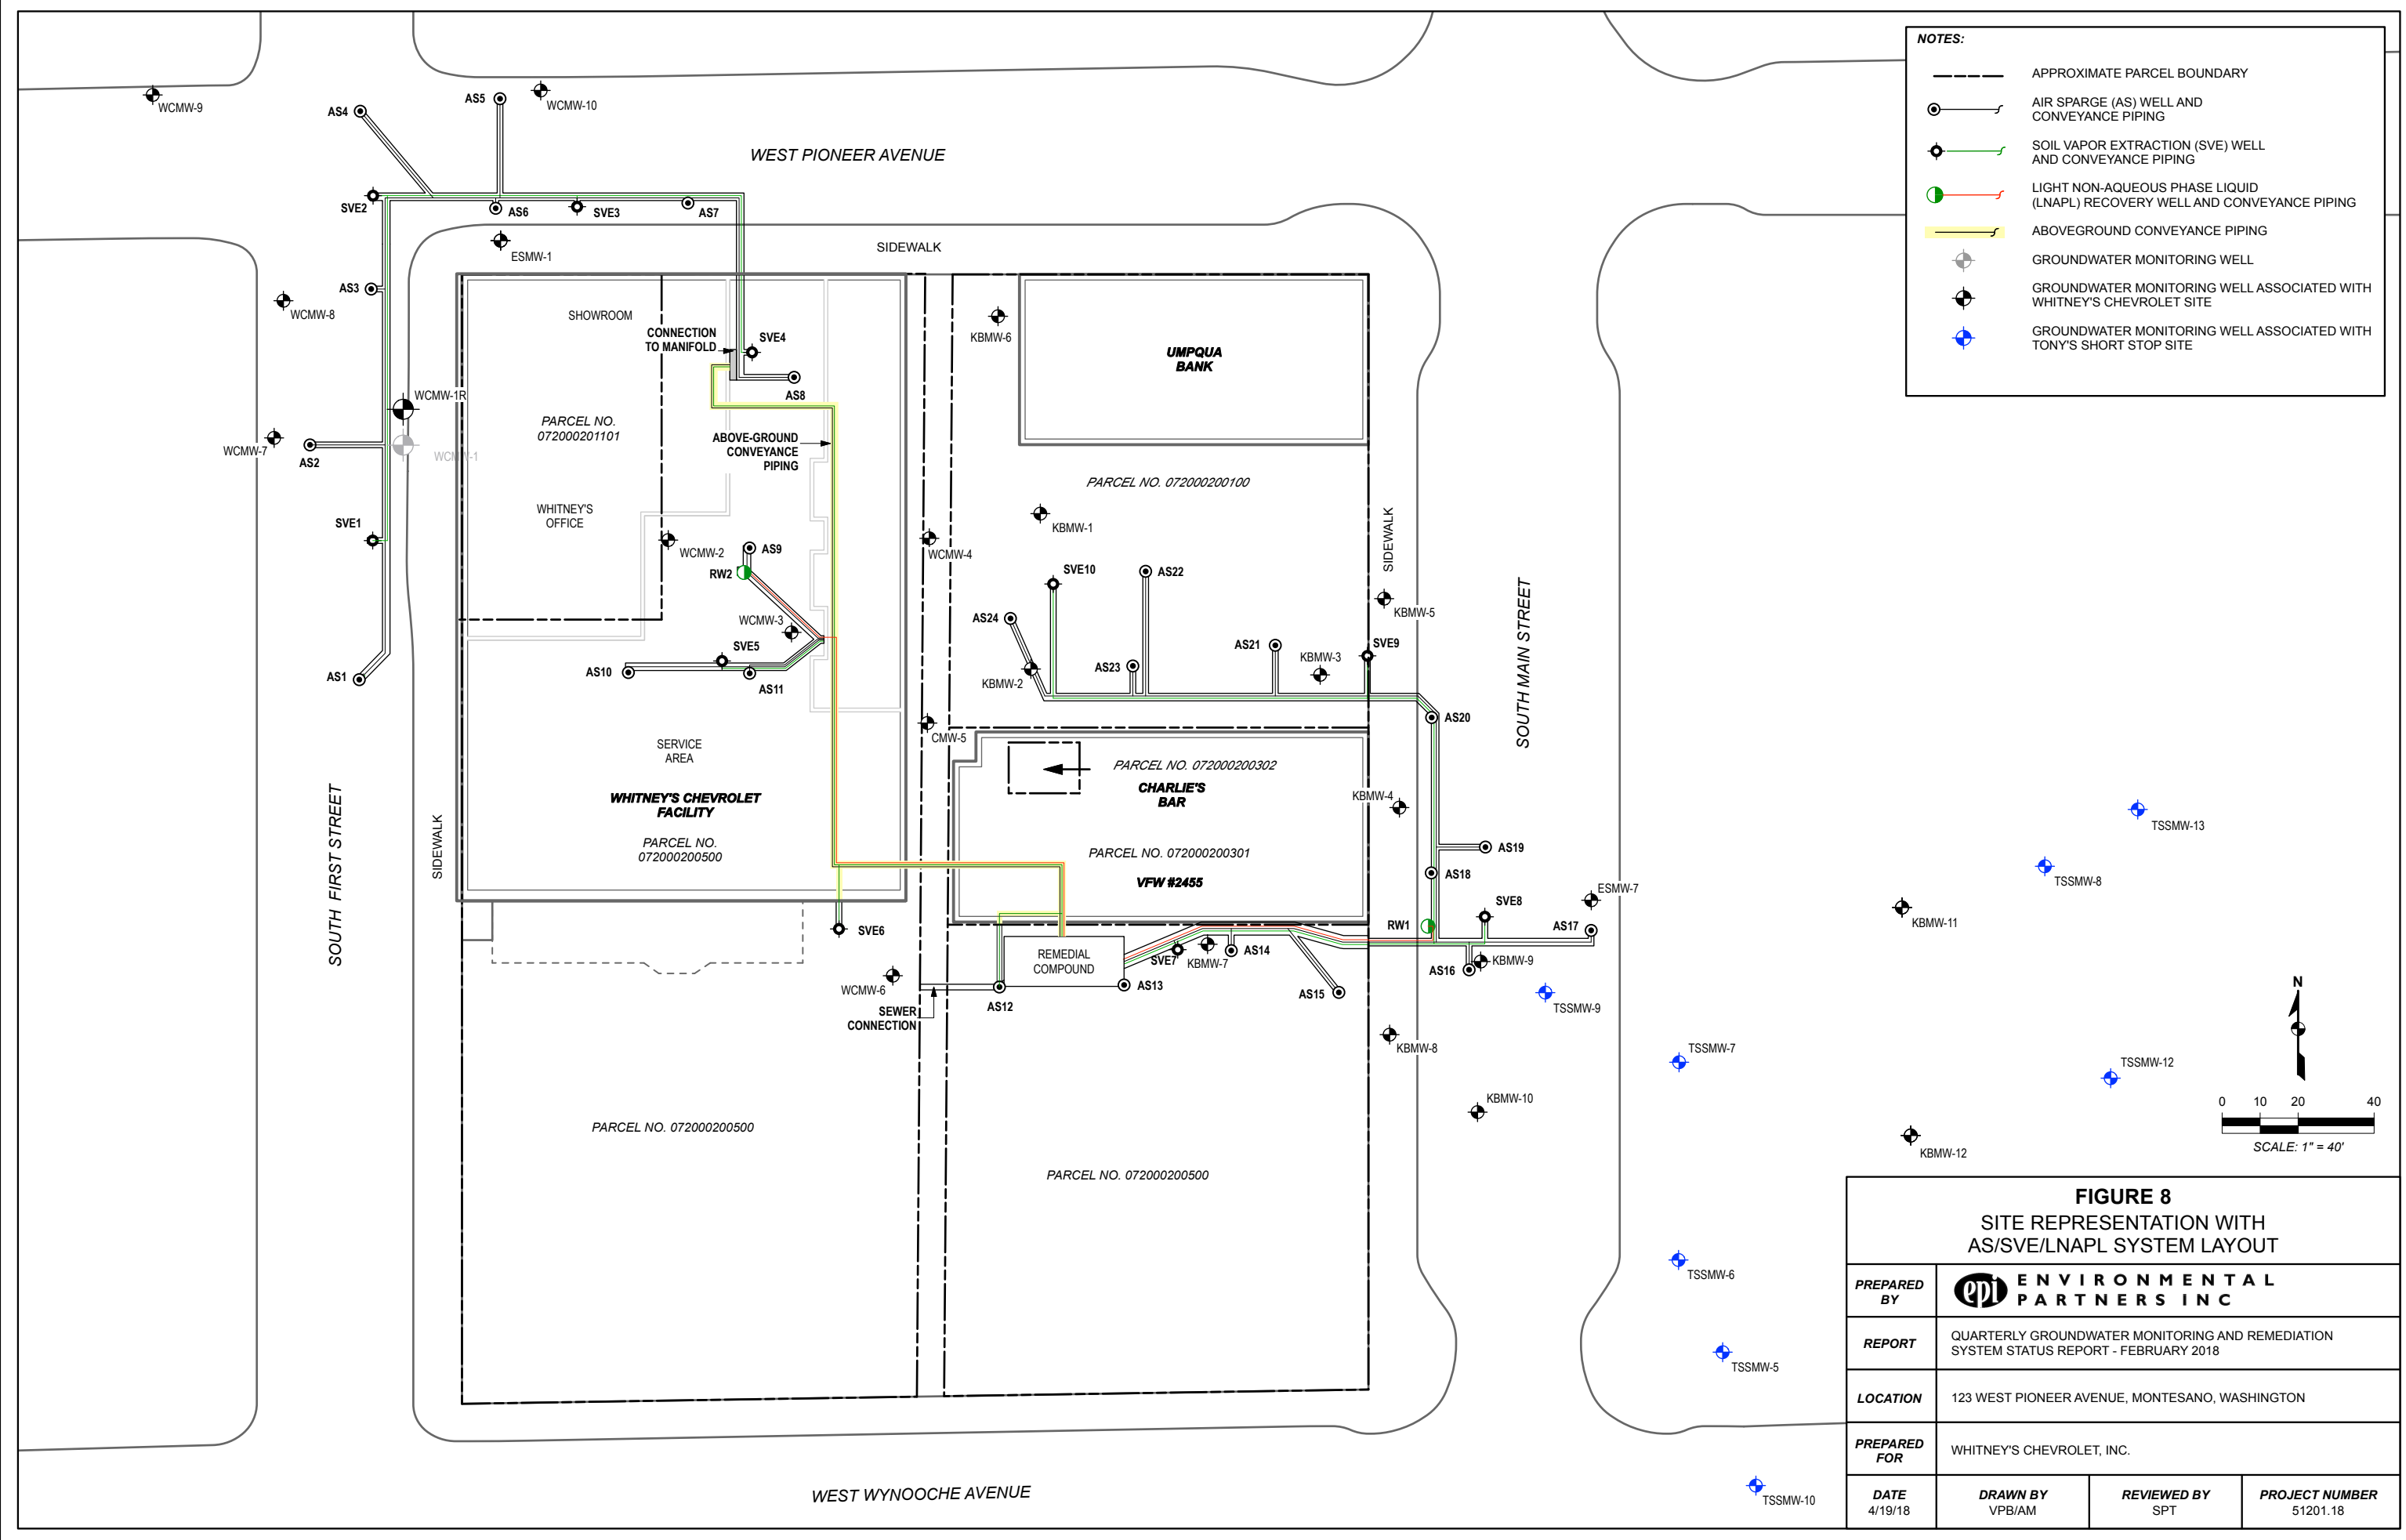 NOTES:
APPROXIMATE PARCEL BOUNDARY
AIR SPARGE (AS) WELL AND
CONVEYANCE PIPING
SOIL VAPOR EXTRACTION (SVE) WELL
AND CONVEYANCE PIPING
LIGHT NON-AQUEOUS PHASE LIQUID
(LNAPL) RECOVERY WELL AND CONVEYANCE PIPING
ABOVEGROUND CONVEYANCE PIPING
GROUNDWATER MONITORING WELL
GROUNDWATER MONITORING WELL ASSOCIATED WITH
WHITNEY'S CHEVROLET SITE
GROUNDWATER MONITORING WELL ASSOCIATED WITH
TONY'S SHORT STOP SITE
WCMW-9
AS4
AS5
WCMW-10
WEST PIONEER AVENUE
SVE2
AS6
SVE3
AS7
ESMW-1
SIDEWALK
AS3
WCMW-8
SHOWROOM
CONNECTION
TO MANIFOLD
SVE4
AS8
KBMW-6
UMPQUA
BANK
WCMW-1R
WCMW-1
WCMW-7
AS2
PARCEL NO.
072000201101
ABOVE-GROUND
CONVEYANCE
PIPING
PARCEL NO. 072000200100
WHITNEY'S
OFFICE
SVE1
WCMW-2
AS9
RW2
WCMW-4
KBMW-1
SIDEWALK
SVE10
AS22
KBMW-5
AS24
WCMW-3
SVE5
AS10
AS11
AS1
AS23
AS21
KBMW-3
SVE9
KBMW-2
SOUTH MAIN STREET
AS20
CMW-5
SERVICE
AREA
WHITNEY'S CHEVROLET
FACILITY
PARCEL NO.
072000200500
PARCEL NO. 072000200302
CHARLIE'S
BAR
KBMW-4
PARCEL NO. 072000200301
VFW #2455
SOUTH FIRST STREET
SIDEWALK
AS19
AS18
TSSMW-13
TSSMW-8
ESMW-7
KBMW-11
SVE8
RW1
AS17
SVE6
REMEDIAL
COMPOUND
SVE7
KBMW-7
AS14
AS16
KBMW-9
WCMW-6
AS12
AS13
AS15
TSSMW-9
SEWER
CONNECTION
KBMW-8
TSSMW-7
TSSMW-12
KBMW-10
KBMW-12
N
0 10 20 40
SCALE: 1" = 40'
PARCEL NO. 072000200500
PARCEL NO. 072000200500
TSSMW-6
TSSMW-5
TSSMW-10
WEST WYNOOCHE AVENUE
FIGURE 8
SITE REPRESENTATION WITH
AS/SVE/LNAPL SYSTEM LAYOUT
PREPARED
BY
epi
ENVIRONMENTAL
PARTNERS INC
REPORT
QUARTERLY GROUNDWATER MONITORING AND REMEDIATION
SYSTEM STATUS REPORT - FEBRUARY 2018
LOCATION
123 WEST PIONEER AVENUE, MONTESANO, WASHINGTON
PREPARED
FOR
WHITNEY'S CHEVROLET, INC.
DATE
4/19/18
DRAWN BY
VPB/AM
REVIEWED BY
SPT
PROJECT NUMBER
51201.18